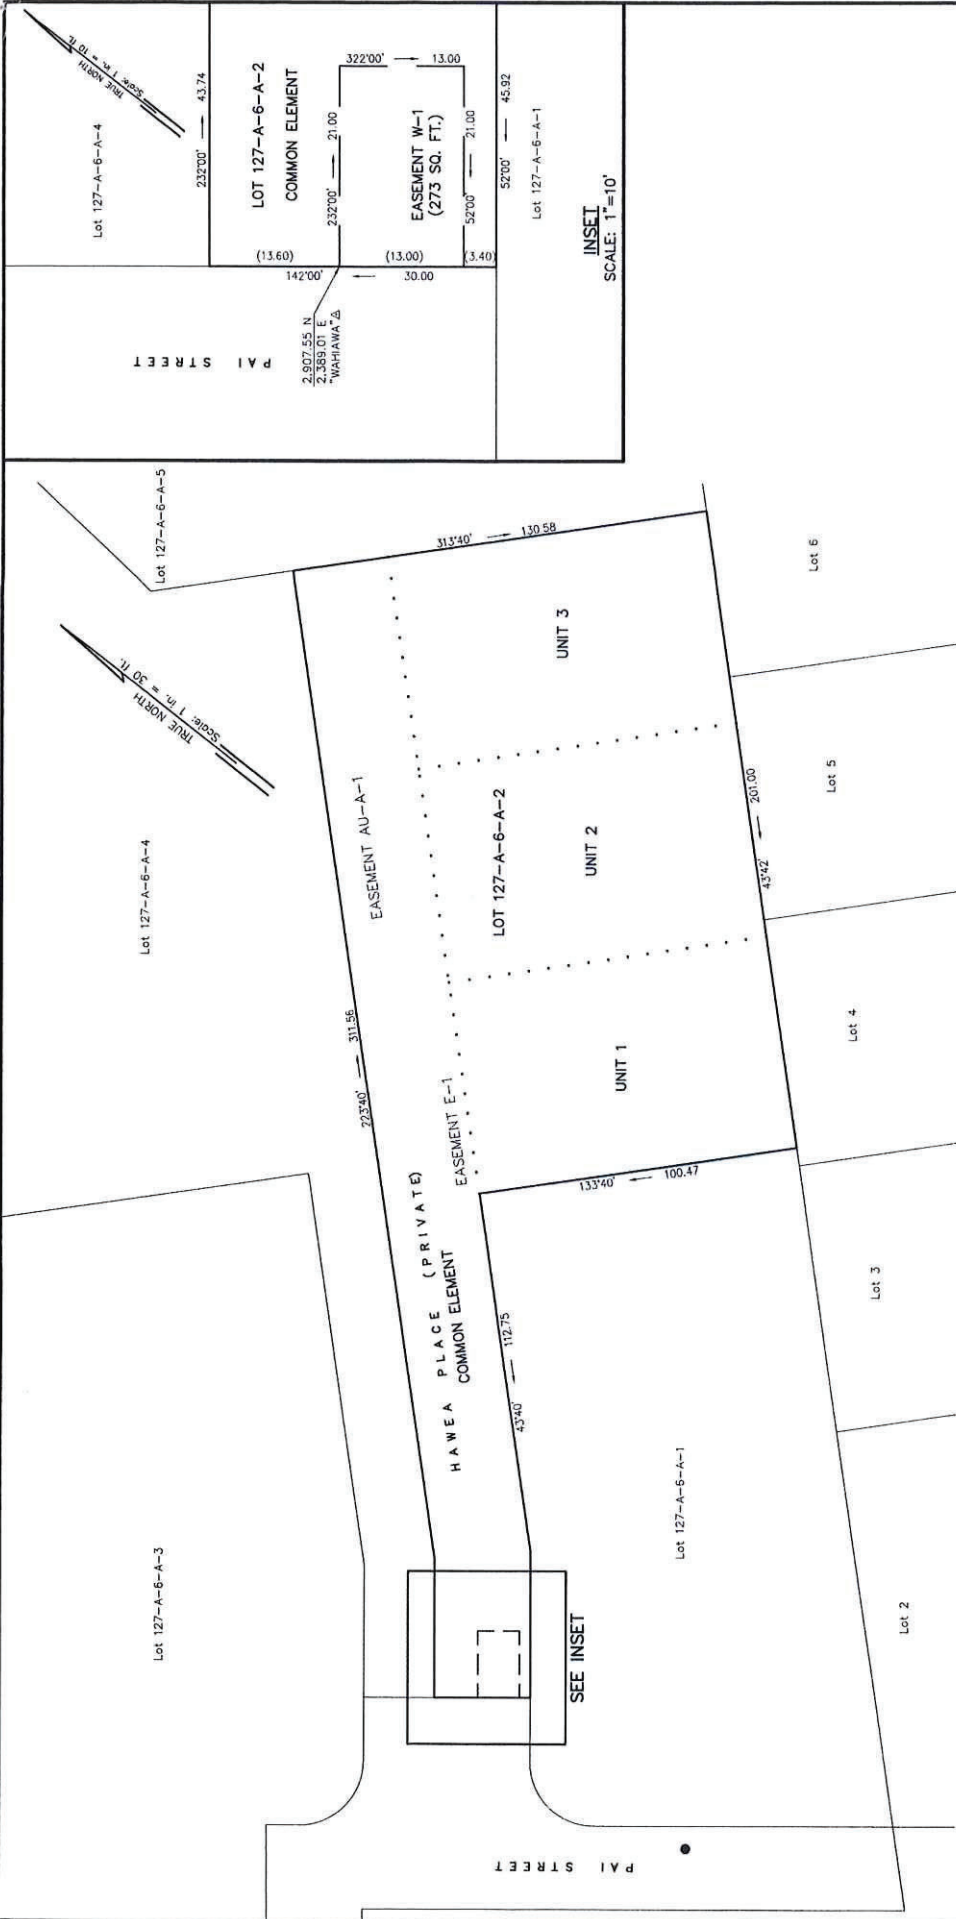 Lot 127-A-6-A-3
Lot 127-A-6-A-4
Lot 127-A-6-A-5
TRUE NORTH
Scale: 1 in. = 30 ft.
223°40' 311.56
313°40' 130.58
EASEMENT AU-A-1
EASEMENT E-1
HAWEA PLACE (PRIVATE)
COMMON ELEMENT
LOT 127-A-6-A-2
UNIT 1
UNIT 2
UNIT 3
43°40' 112.75
133°40' 100.47
43°42' 201.00
SEE INSET
PAI STREET
Lot 127-A-6-A-1
Lot 2
Lot 3
Lot 4
Lot 5
Lot 6
Lot 127-A-6-A-4
TRUE NORTH
Scale: 1 in. = 10 ft.
232°00' 43.74
LOT 127-A-6-A-2
COMMON ELEMENT
PAI STREET
(13.60)
142°00' 30.00
(13.00)
(3.40)
2,907.55 N
2,389.01 E
"WAHIAWA" △
232°00' 21.00
322°00' 13.00
EASEMENT W-1
(273 SQ. FT.)
52°00' 21.00
52°00' 45.92
Lot 127-A-6-A-1
INSET
SCALE: 1"=10'